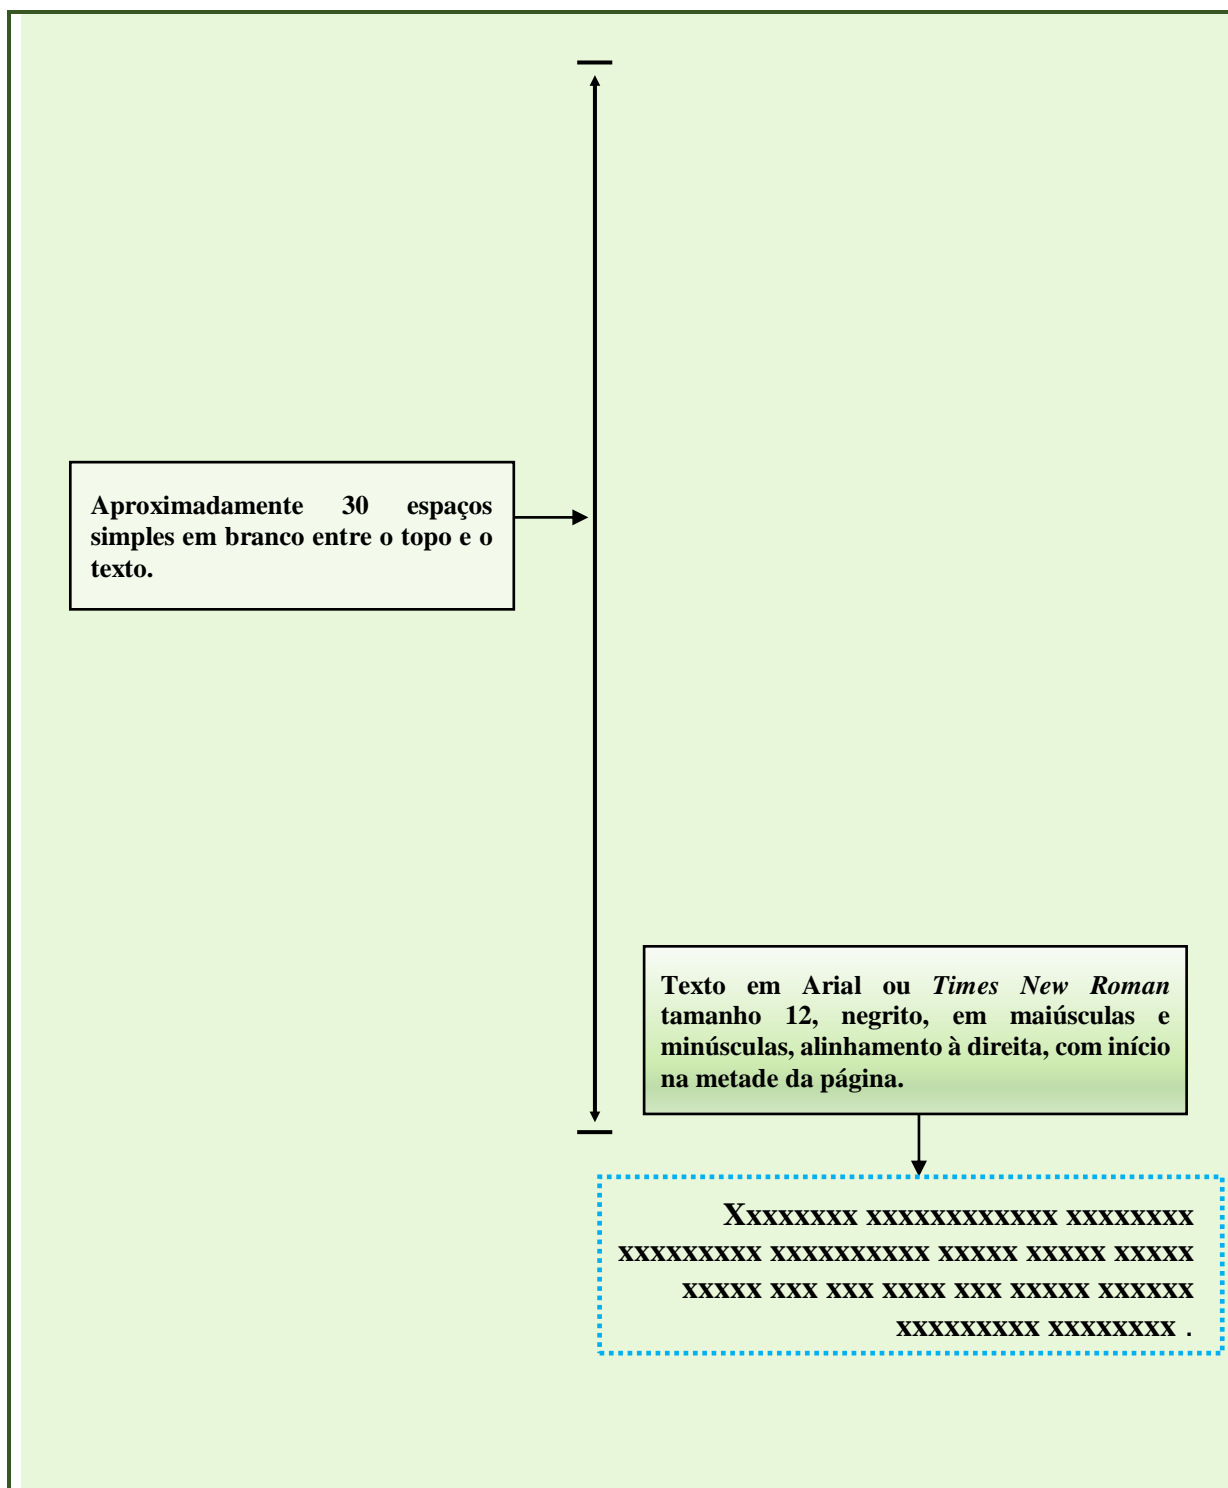 Aproximadamente 30 espaços
simples em branco entre o topo e o
texto.
Texto em Arial ou Times New Roman
tamanho 12, negrito, em maiúsculas e
minúsculas, alinhamento à direita, com início
na metade da página.
Xxxxxxxx xxxxxxxxxxxx xxxxxxxx
xxxxxxxxx xxxxxxxxxx xxxxx xxxxx xxxxx
xxxxx xxx xxx xxxx xxx xxxxx xxxxxx
xxxxxxxxx xxxxxxxx .